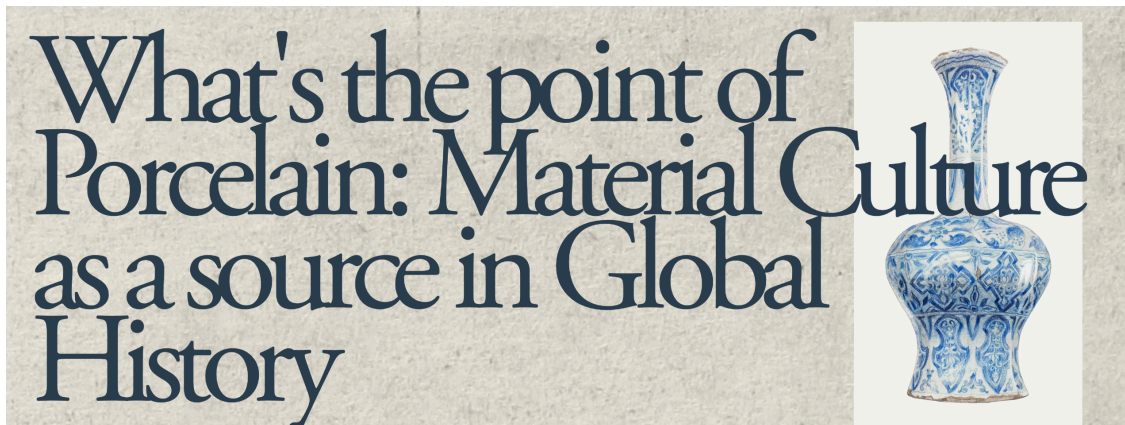 What's the point of
Porcelain: Material Culture
as a source in Global
History